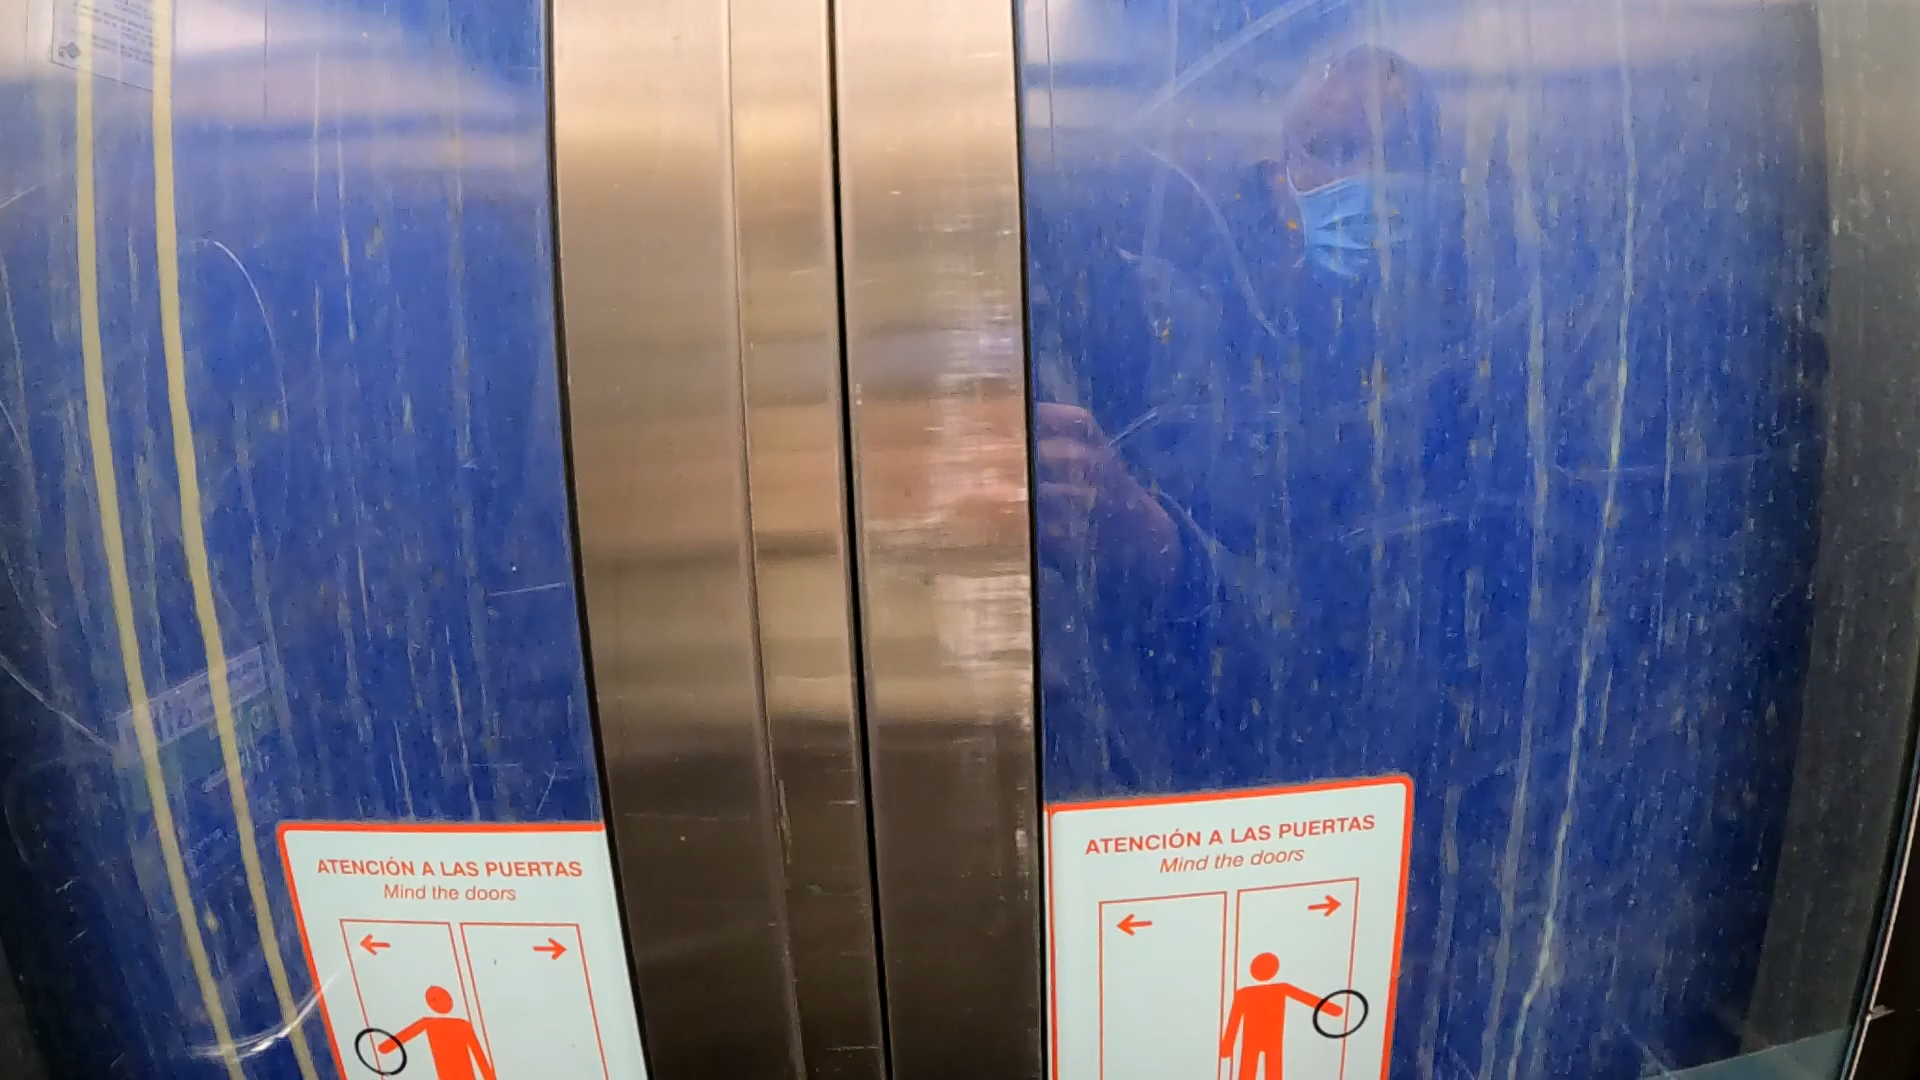 ATENCIÓN A LAS PUERTAS
Mind the doors
ATENCIÓN A LAS PUERTAS
Mind the doors